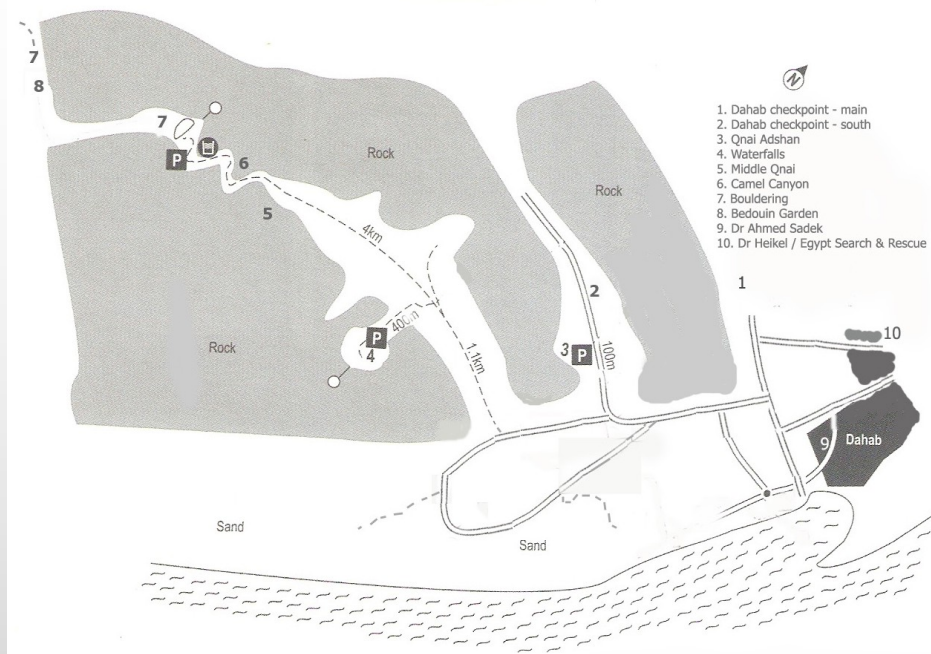 7
8
7
P
6
5
Rock
4km
400m
P
4
1.1km
Rock
Rock
2
3
P
100m
N
1. Dahab checkpoint - main
2. Dahab checkpoint - south
3. Qnai Adshan
4. Waterfalls
5. Middle Qnai
6. Camel Canyon
7. Bouldering
8. Bedouin Garden
9. Dr Ahmed Sadek
10. Dr Heikel / Egypt Search & Rescue
1
10
9
Dahab
Sand
Sand